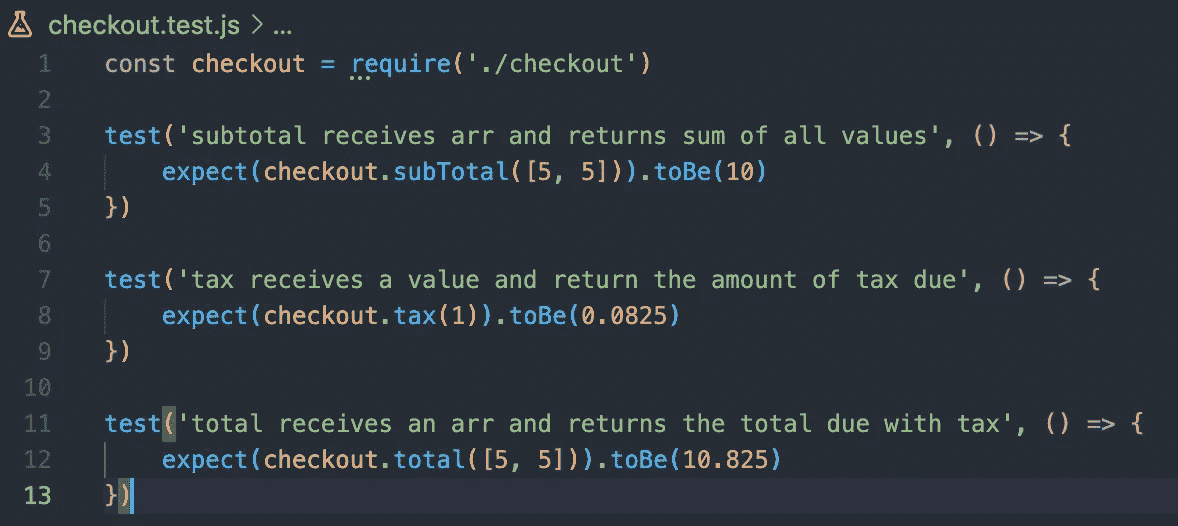 checkout.test.js > ...
1 const checkout = require('./checkout')
2
3 test('subtotal receives arr and returns sum of all values', () => {
4     expect(checkout.subTotal([5, 5])).toBe(10)
5 })
6
7 test('tax receives a value and return the amount of tax due', () => {
8     expect(checkout.tax(1)).toBe(0.0825)
9 })
10
11 test('total receives an arr and returns the total due with tax', () => {
12     expect(checkout.total([5, 5])).toBe(10.825)
13 })